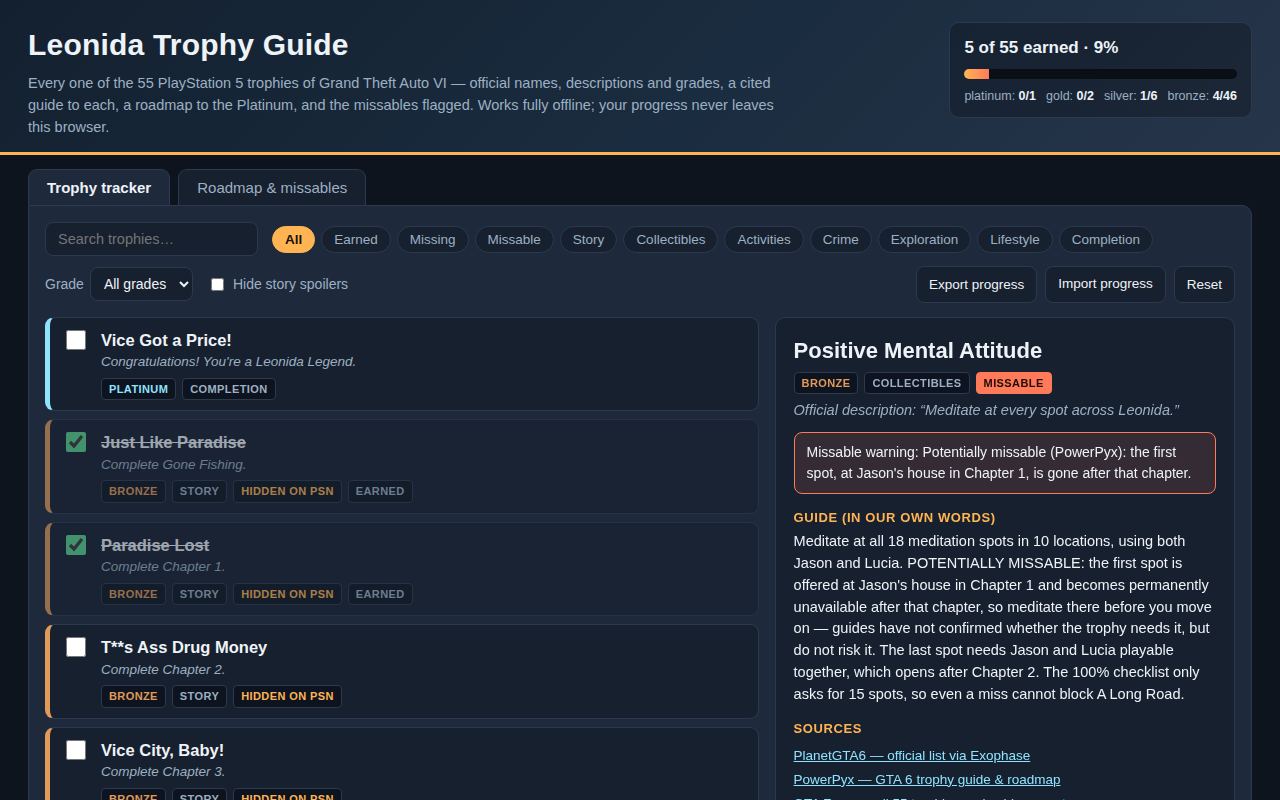 Leonida Trophy Guide
Every one of the 55 PlayStation 5 trophies of Grand Theft Auto VI — official names, descriptions and grades, a cited
guide to each, a roadmap to the Platinum, and the missables flagged. Works fully offline; your progress never leaves
this browser.
5 of 55 earned · 9%
platinum: 0/1 gold: 0/2 silver: 1/6 bronze: 4/46
Trophy tracker
Roadmap & missables
Search trophies…
All
Earned
Missing
Missable
Story
Collectibles
Activities
Crime
Exploration
Lifestyle
Completion
Grade
All grades
Hide story spoilers
Export progress
Import progress
Reset
Vice Got a Price!
Congratulations! You're a Leonida Legend.
PLATINUM
COMPLETION
Just Like Paradise
Complete Gone Fishing.
BRONZE
STORY
HIDDEN ON PSN
EARNED
Paradise Lost
Complete Chapter 1.
BRONZE
STORY
HIDDEN ON PSN
EARNED
T**s Ass Drug Money
Complete Chapter 2.
BRONZE
STORY
HIDDEN ON PSN
Vice City, Baby!
Complete Chapter 3.
BRONZE
STORY
HIDDEN ON PSN
Positive Mental Attitude
BRONZE
COLLECTIBLES
MISSABLE
Official description: “Meditate at every spot across Leonida.”
Missable warning: Potentially missable (PowerPyx): the first
spot, at Jason's house in Chapter 1, is gone after that chapter.
GUIDE (IN OUR OWN WORDS)
Meditate at all 18 meditation spots in 10 locations, using both
Jason and Lucia. POTENTIALLY MISSABLE: the first spot is
offered at Jason's house in Chapter 1 and becomes permanently
unavailable after that chapter, so meditate there before you move
on — guides have not confirmed whether the trophy needs it, but
do not risk it. The last spot needs Jason and Lucia playable
together, which opens after Chapter 2. The 100% checklist only
asks for 15 spots, so even a miss cannot block A Long Road.
SOURCES
PlanetGTA6 — official list via Exophase
PowerPyx — GTA 6 trophy guide & roadmap